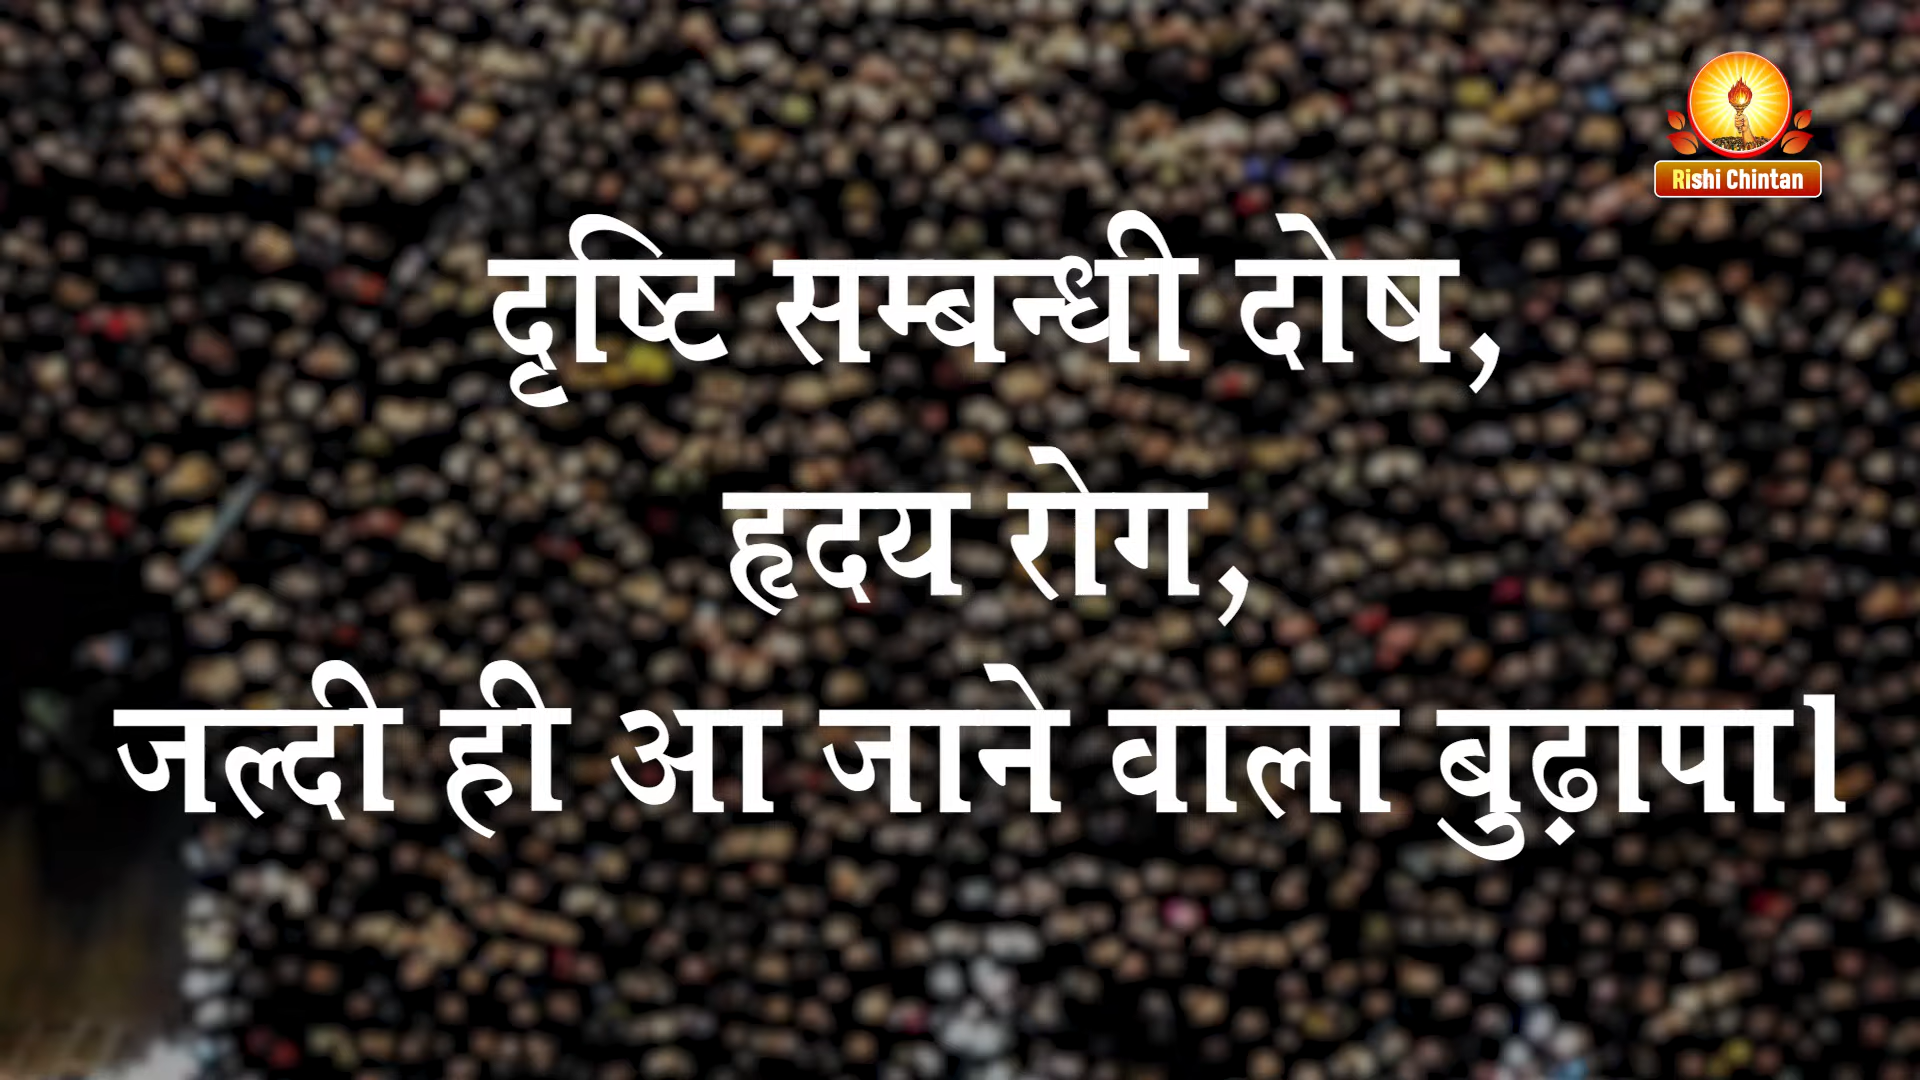 Rishi Chintan
दृष्टि सम्बन्धी दोष,
हृदय रोग,
जल्दी ही आ जाने वाला बुढ़ापा।